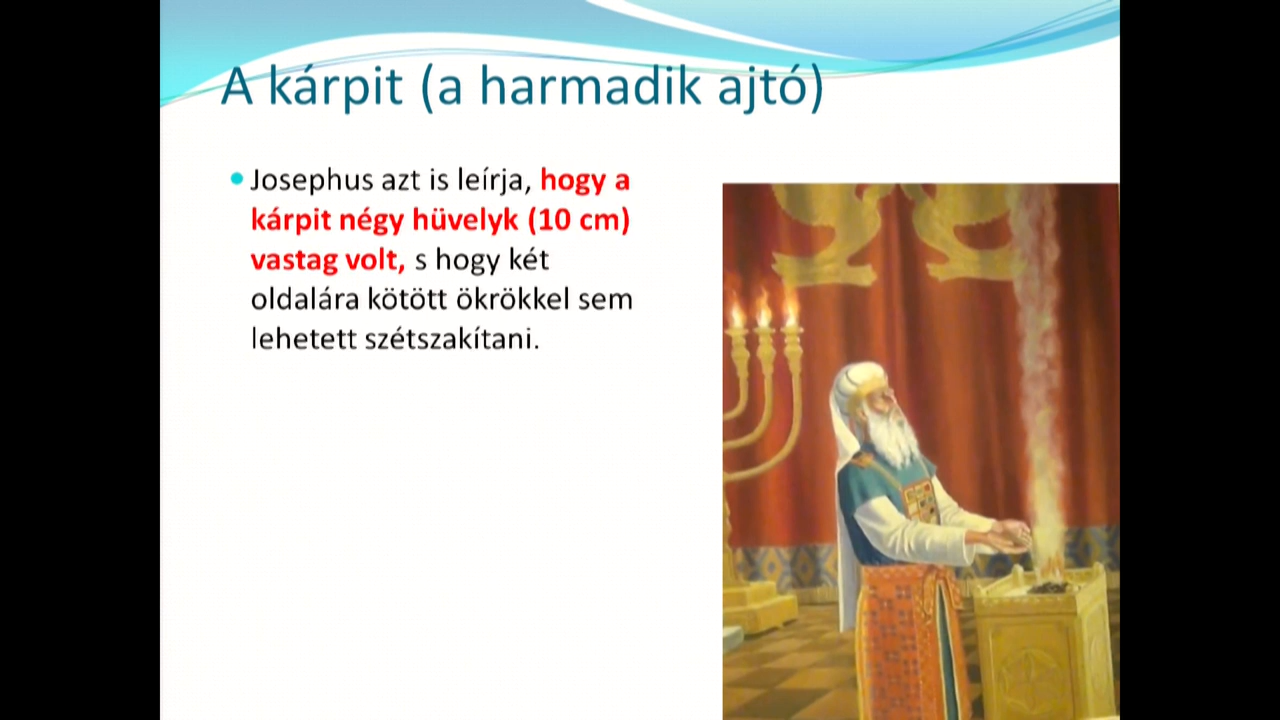 A kárpit (a harmadik ajtó)
Josephus azt is leírja, hogy a
kárpit négy hüvelyk (10 cm)
vastag volt, s hogy két
oldalára kötött ökrökkel sem
lehetett szétszakítani.